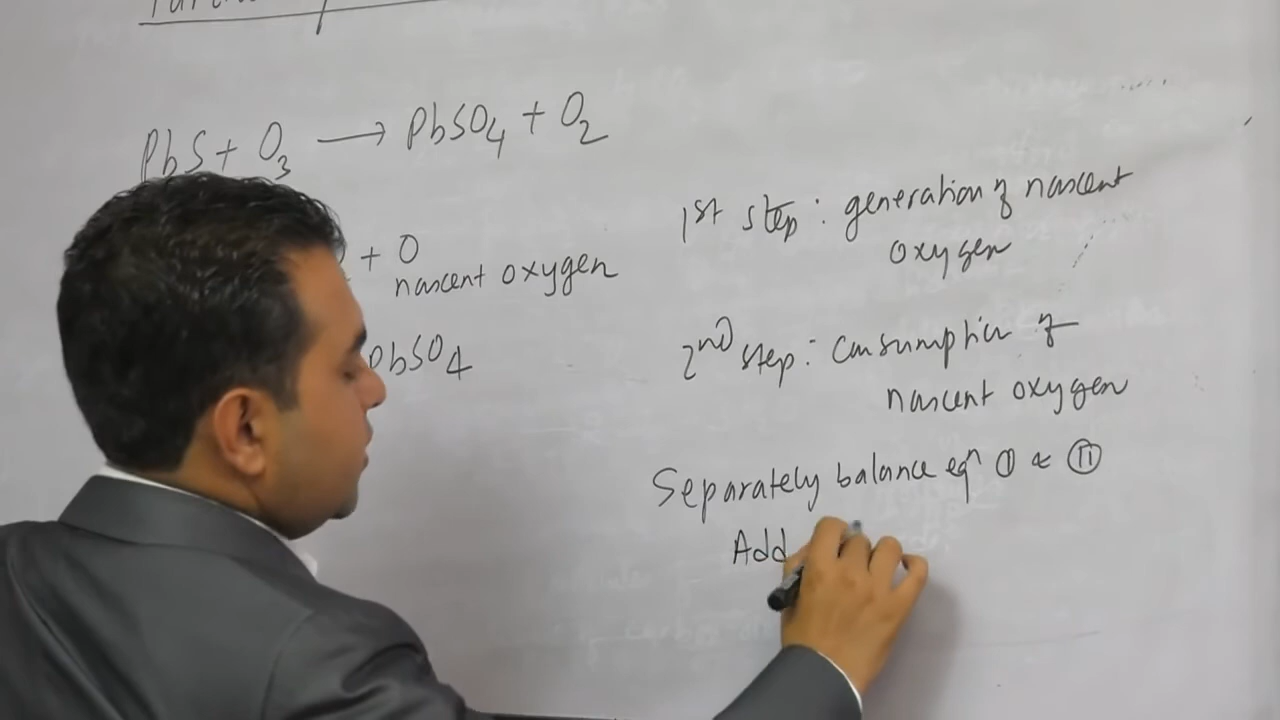 PbS + O₃ ⟶ PbSO₄ + O₂
+ O
nascent oxygen
PbSO₄
1st step : generation of nascent
oxygen
2nd step : consumption of
nascent oxygen
Separately balance eqn I & II
Add